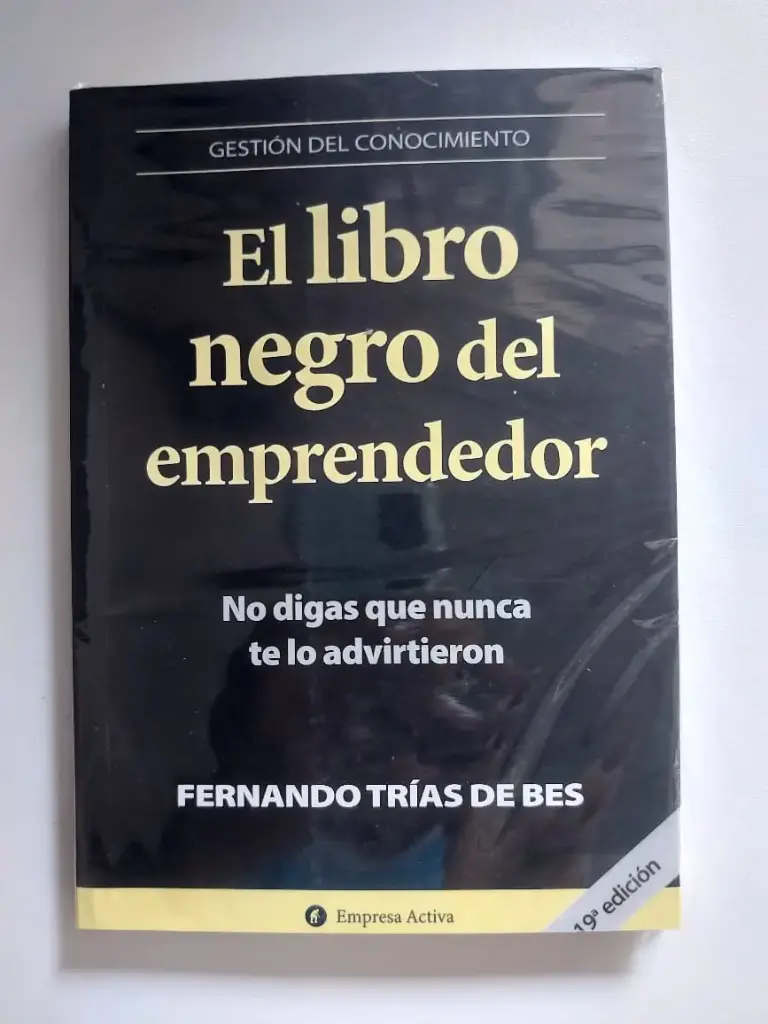 GESTIÓN DEL CONOCIMIENTO
El libro
negro del
emprendedor
No digas que nunca
te lo advirtieron
FERNANDO TRÍAS DE BES
19ª edición
Empresa Activa